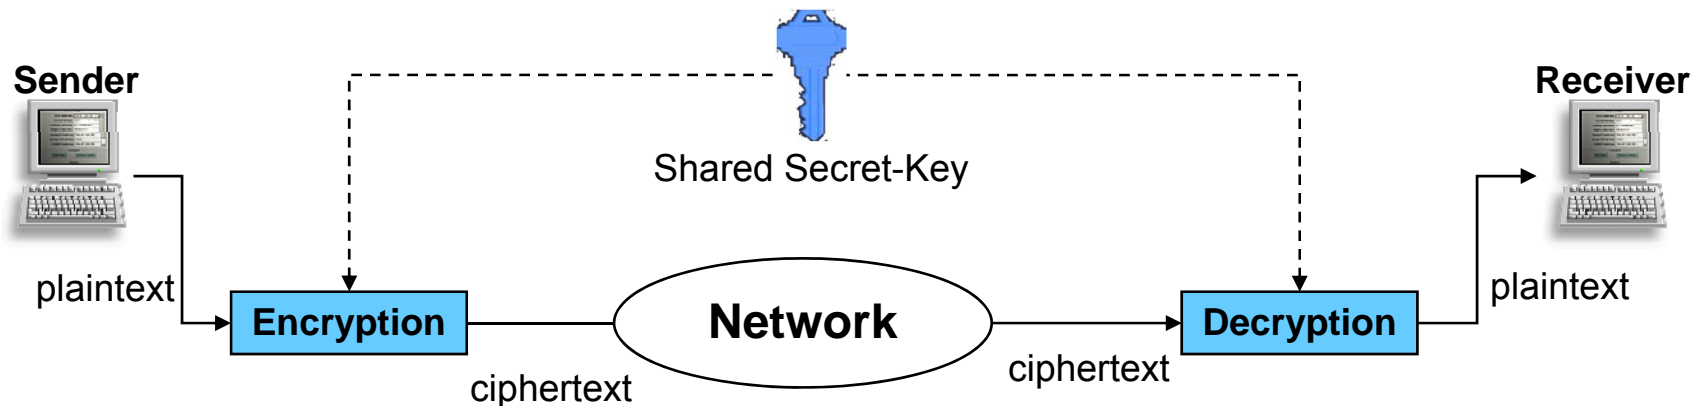 Sender
Receiver
Shared Secret-Key
plaintext
plaintext
Encryption
Network
Decryption
ciphertext
ciphertext